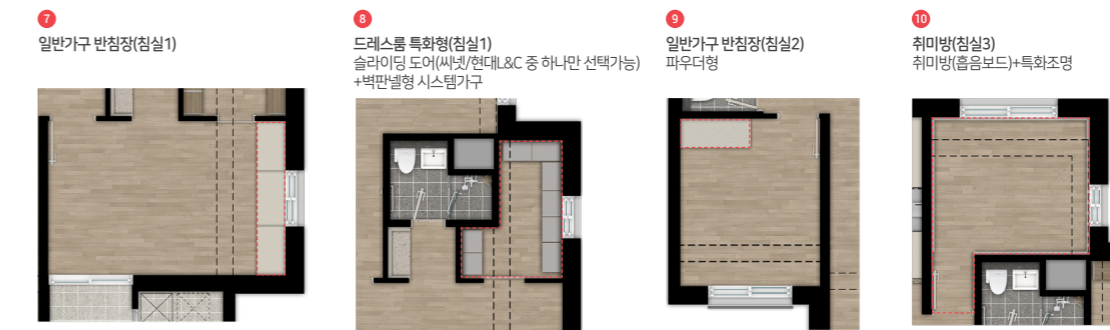 7
일반가구 반침장(침실1)
8
드레스룸 특화형(침실1)
슬라이딩 도어(씨넷/현대L&C 중 하나만 선택가능)
+벽판넬형 시스템가구
9
일반가구 반침장(침실2)
파우더형
10
취미방(침실3)
취미방(흡음보드)+특화조명